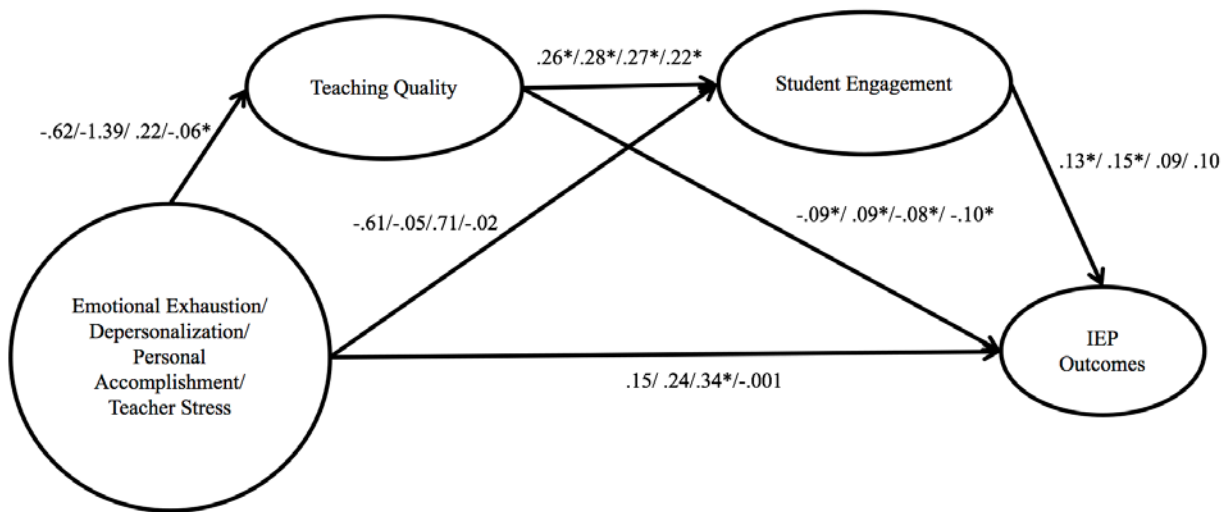 .26*/.28*/.27*/.22*
Teaching Quality
Student Engagement
-.62/-1.39/ .22/-.06*
.13*/ .15*/ .09/ .10
-.61/-.05/.71/-.02
-.09*/ .09*/-.08*/ -.10*
Emotional Exhaustion/
Depersonalization/
Personal
Accomplishment/
Teacher Stress
IEP
Outcomes
.15/ .24/.34*/-.001